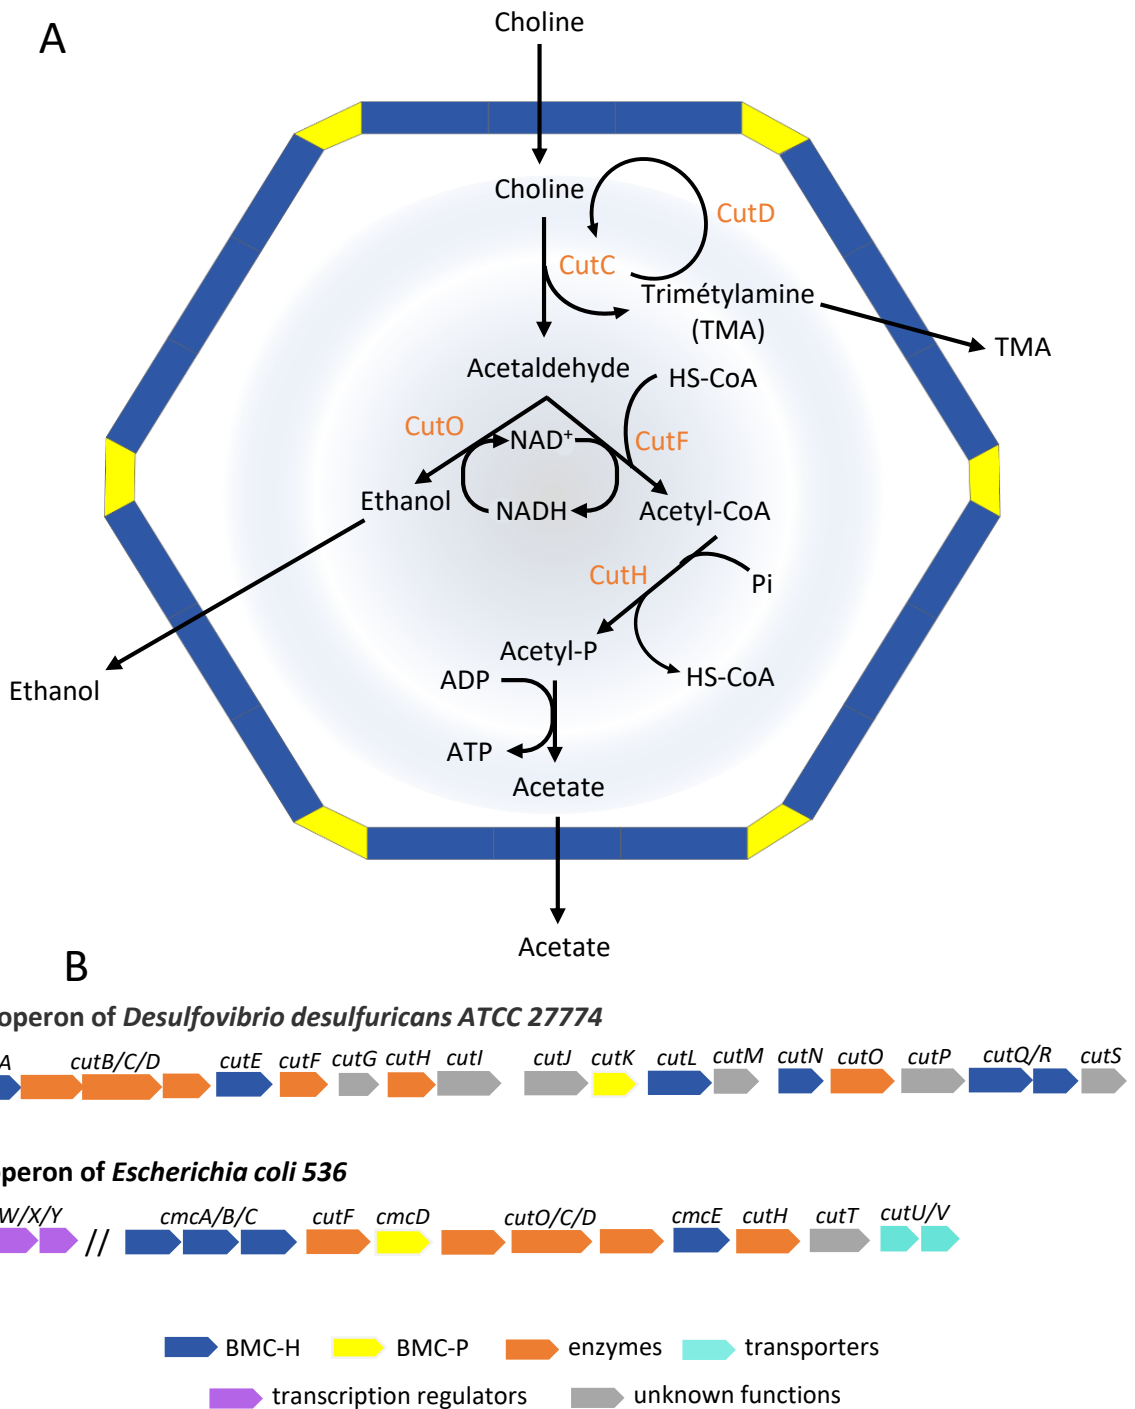 A
Choline
Choline
CutD
CutC
Trimétylamine
(TMA)
TMA
Acetaldehyde
HS-CoA
CutO
NAD+
CutF
Ethanol
NADH
Acetyl-CoA
CutH
Pi
Acetyl-P
HS-CoA
ADP
Ethanol
ATP
Acetate
Acetate
B
operon of Desulfovibrio desulfuricans ATCC 27774
A cutB/C/D cutE cutF cutG cutH cutI cutJ cutK cutL cutM cutN cutO cutP cutQ/R cutS
peron of Escherichia coli 536
W/X/Y // cmcA/B/C cutF cmcD cutO/C/D cmcE cutH cutT cutU/V
BMC-H BMC-P enzymes transporters
transcription regulators unknown functions